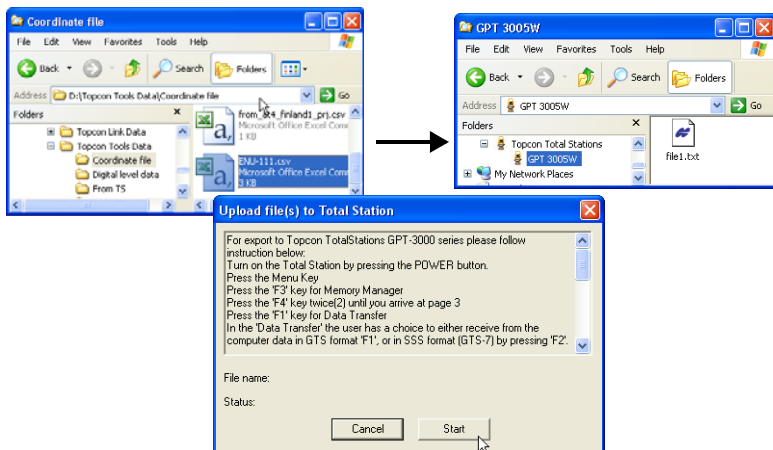 Coordinate file
File Edit View Favorites Tools Help
Back Search Folders
Address D:\Topcon Tools Data\Coordinate file Go
Folders
Topcon Link Data
Topcon Tools Data
Coordinate file
Digital level data
From TS
Microsoft Office Excel Com
1 KB
ENU-111.csv
Microsoft Office Excel Com
3 KB
GPT 3005W
File Edit View Favorites Tools Help
Back Search Folders
Address GPT 3005W Go
Folders
Topcon Total Stations
GPT 3005W
My Network Places
file1.txt
Upload file(s) to Total Station
For export to Topcon TotalStations GPT-3000 series please follow
instruction below:
Turn on the Total Station by pressing the POWER button.
Press the Menu Key
Press the 'F3' key for Memory Manager
Press the 'F4' key twice(2) until you arrive at page 3
Press the 'F1' key for Data Transfer
In the 'Data Transfer' the user has a choice to either receive from the
computer data in GTS format 'F1', or in SSS format (GTS-7) by pressing 'F2'.
File name:
Status:
Cancel Start